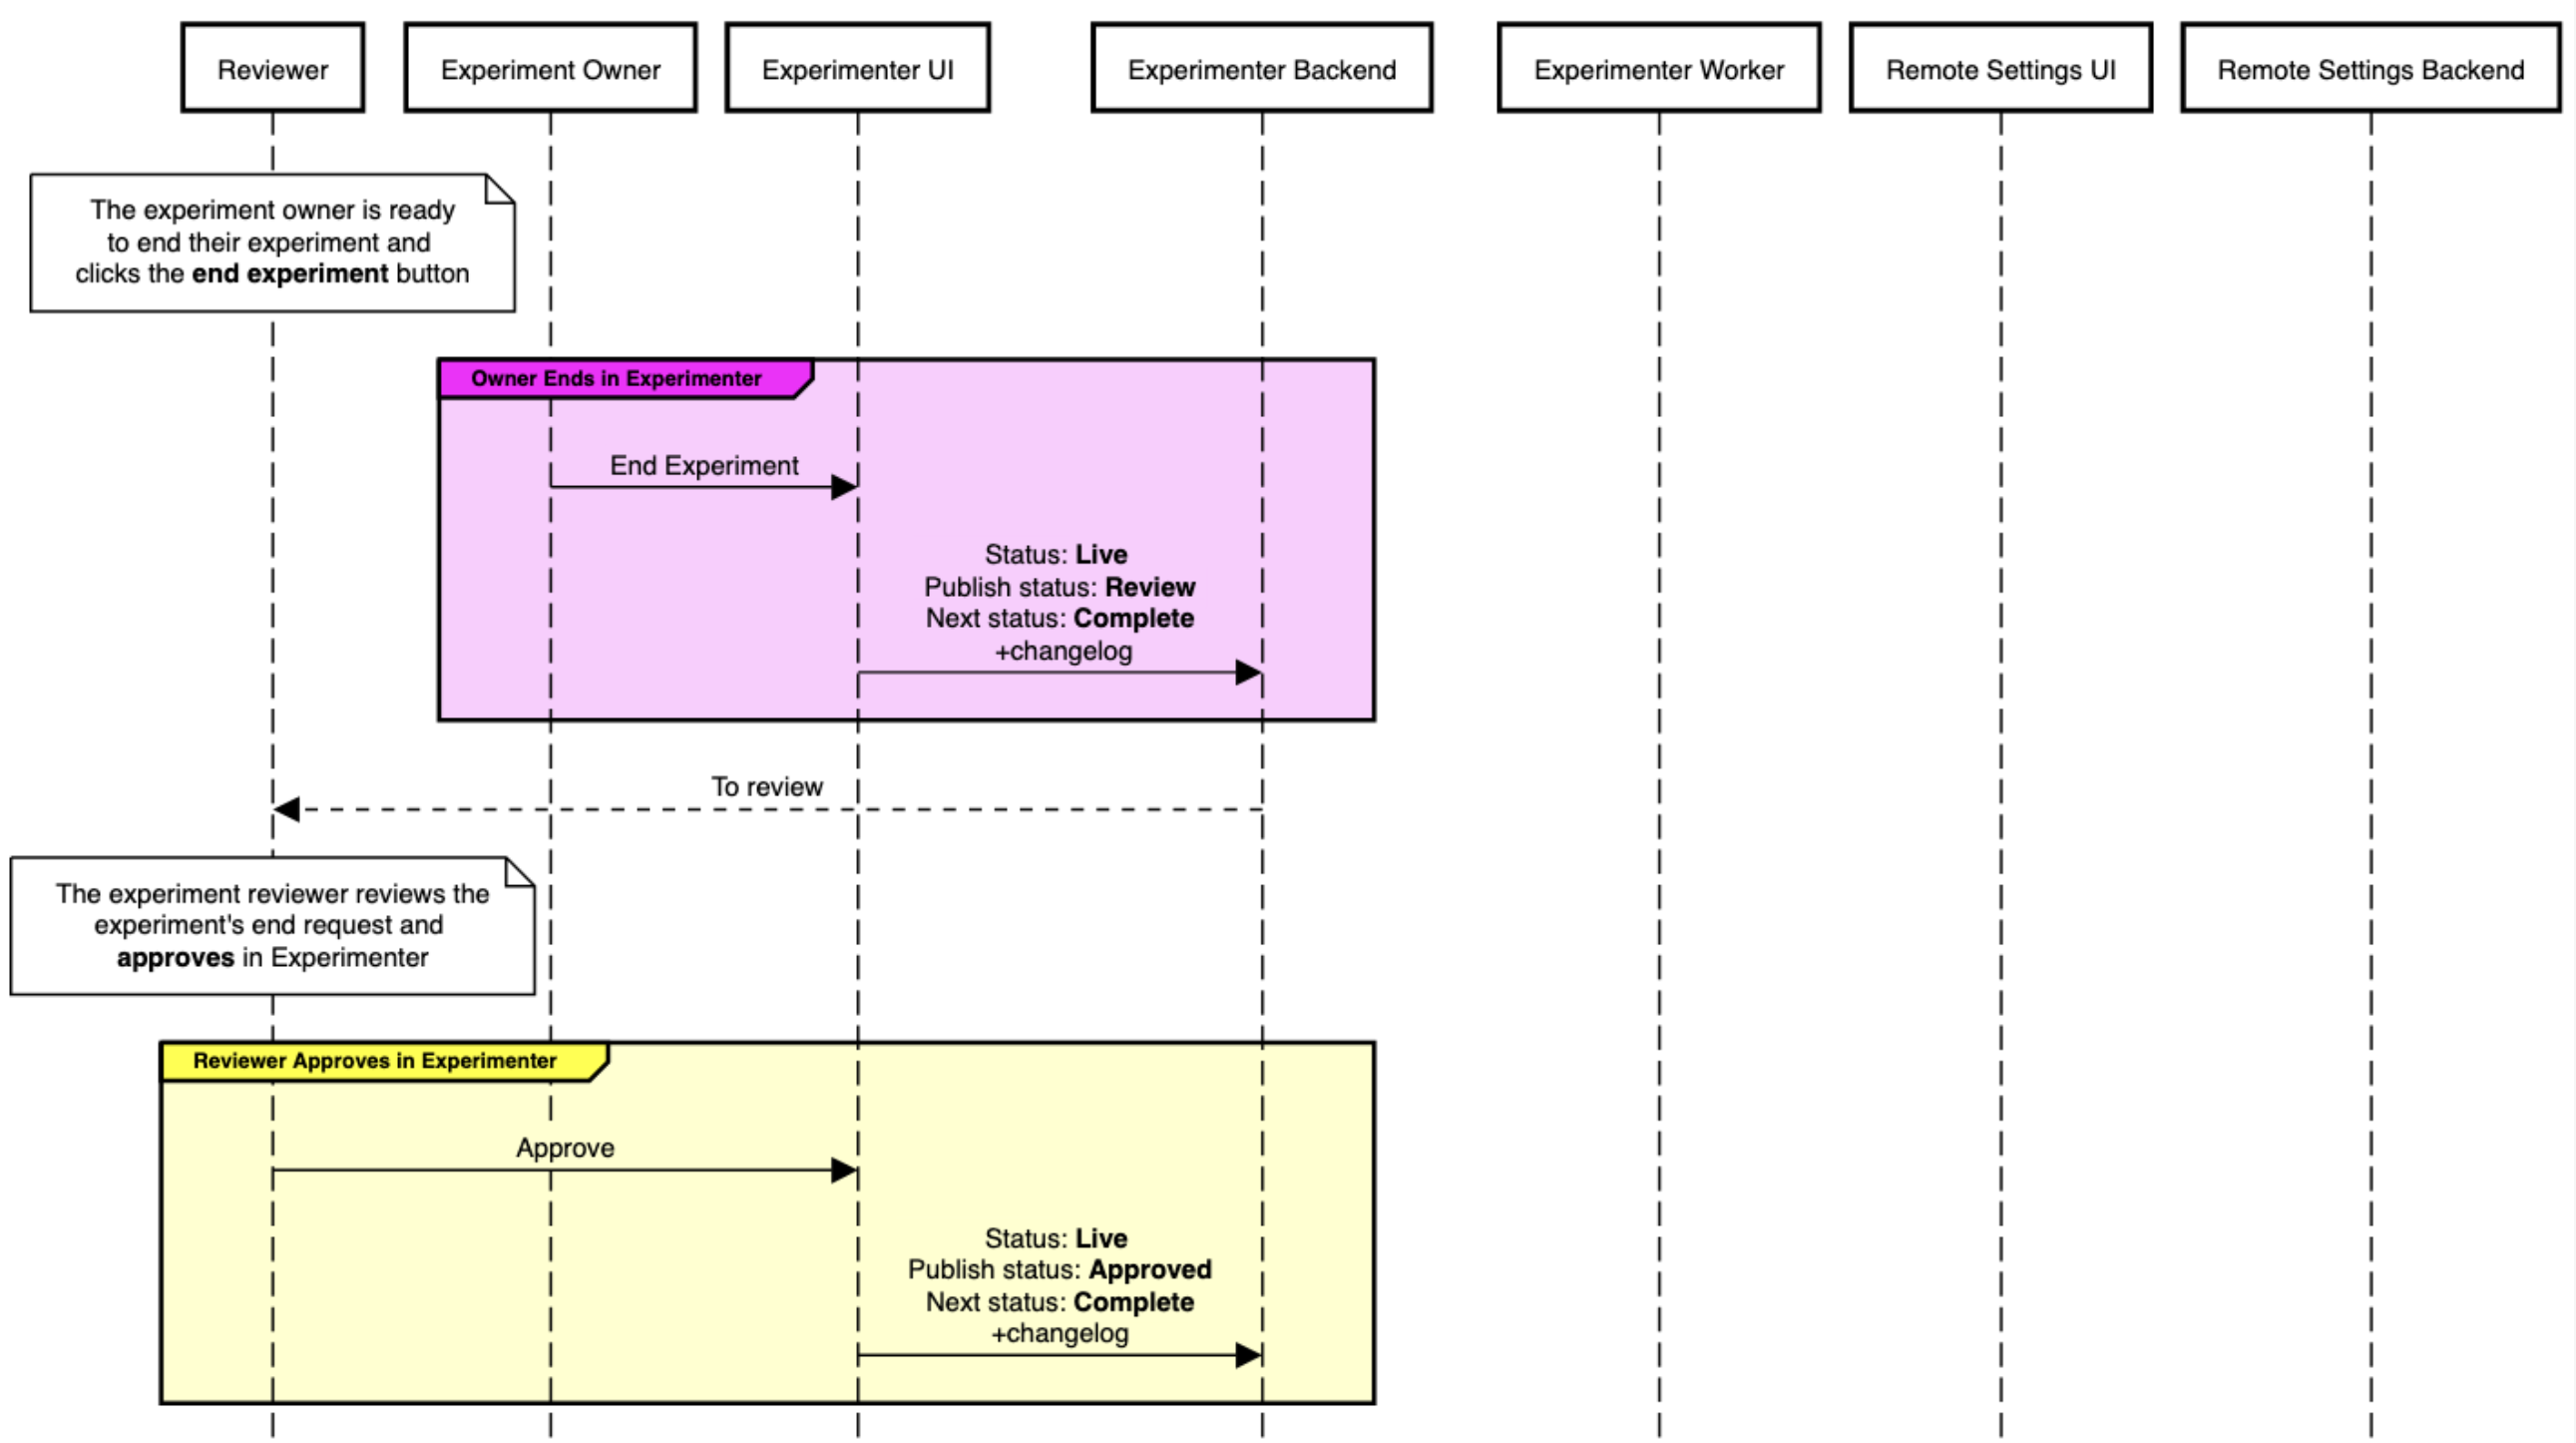 Reviewer
Experiment Owner
Experimenter UI
Experimenter Backend
Experimenter Worker
Remote Settings UI
Remote Settings Backend
The experiment owner is ready
to end their experiment and
clicks the end experiment button
Owner Ends in Experimenter
End Experiment
Status: Live
Publish status: Review
Next status: Complete
+changelog
To review
The experiment reviewer reviews the
experiment's end request and
approves in Experimenter
Reviewer Approves in Experimenter
Approve
Status: Live
Publish status: Approved
Next status: Complete
+changelog